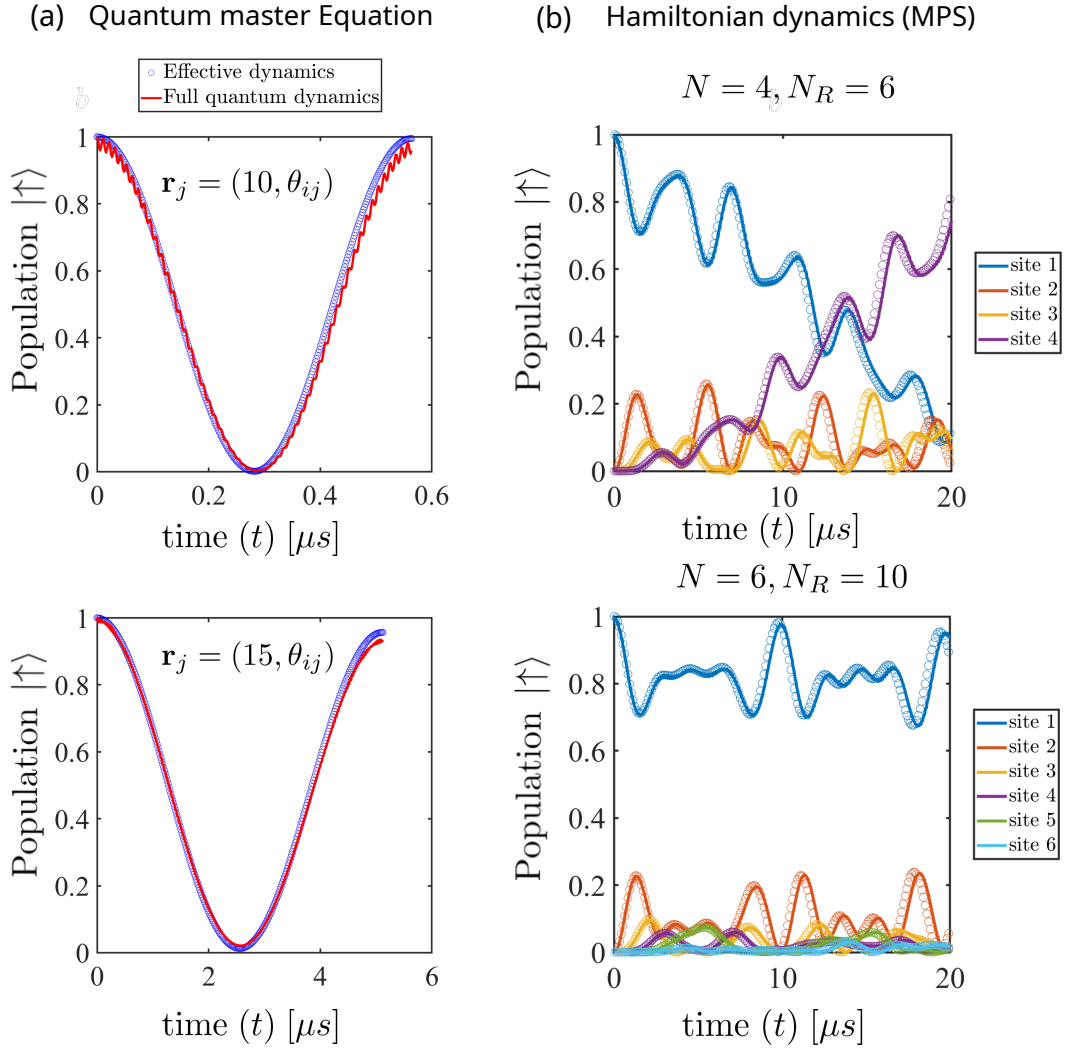 (a) Quantum master Equation
Effective dynamics
Full quantum dynamics
b
Population |↑⟩
1
0.8
0.6
0.4
0.2
0
r_j = (10, θ_ij)
0 0.2 0.4 0.6
time (t) [μs]
Population |↑⟩
1
0.8
0.6
0.4
0.2
0
r_j = (15, θ_ij)
0 2 4 6
time (t) [μs]
(b) Hamiltonian dynamics (MPS)
N = 4, N_R = 6
b
Population |↑⟩
1
0.8
0.6
0.4
0.2
0
0 10 20
time (t) [μs]
site 1
site 2
site 3
site 4
N = 6, N_R = 10
Population |↑⟩
1
0.8
0.6
0.4
0.2
0
0 10 20
time (t) [μs]
site 1
site 2
site 3
site 4
site 5
site 6